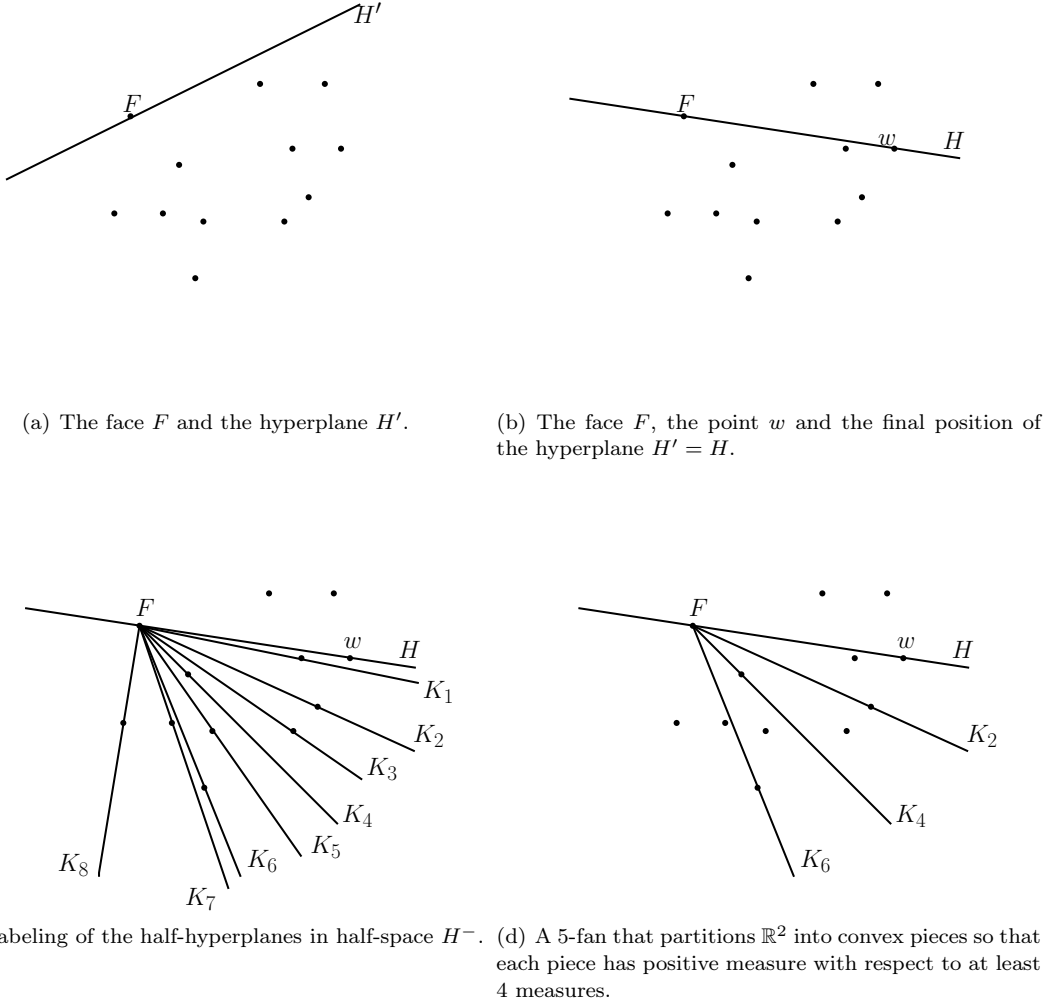 H′
F
F
w
H
(a) The face F and the hyperplane H′.
(b) The face F, the point w and the final position of
the hyperplane H′ = H.
F
w
H
K₁
K₂
K₃
K₄
K₅
K₆
K₇
K₈
F
w
H
K₂
K₄
K₆
abeling of the half-hyperplanes in half-space H⁻.
(d) A 5-fan that partitions ℝ² into convex pieces so that
each piece has positive measure with respect to at least
4 measures.